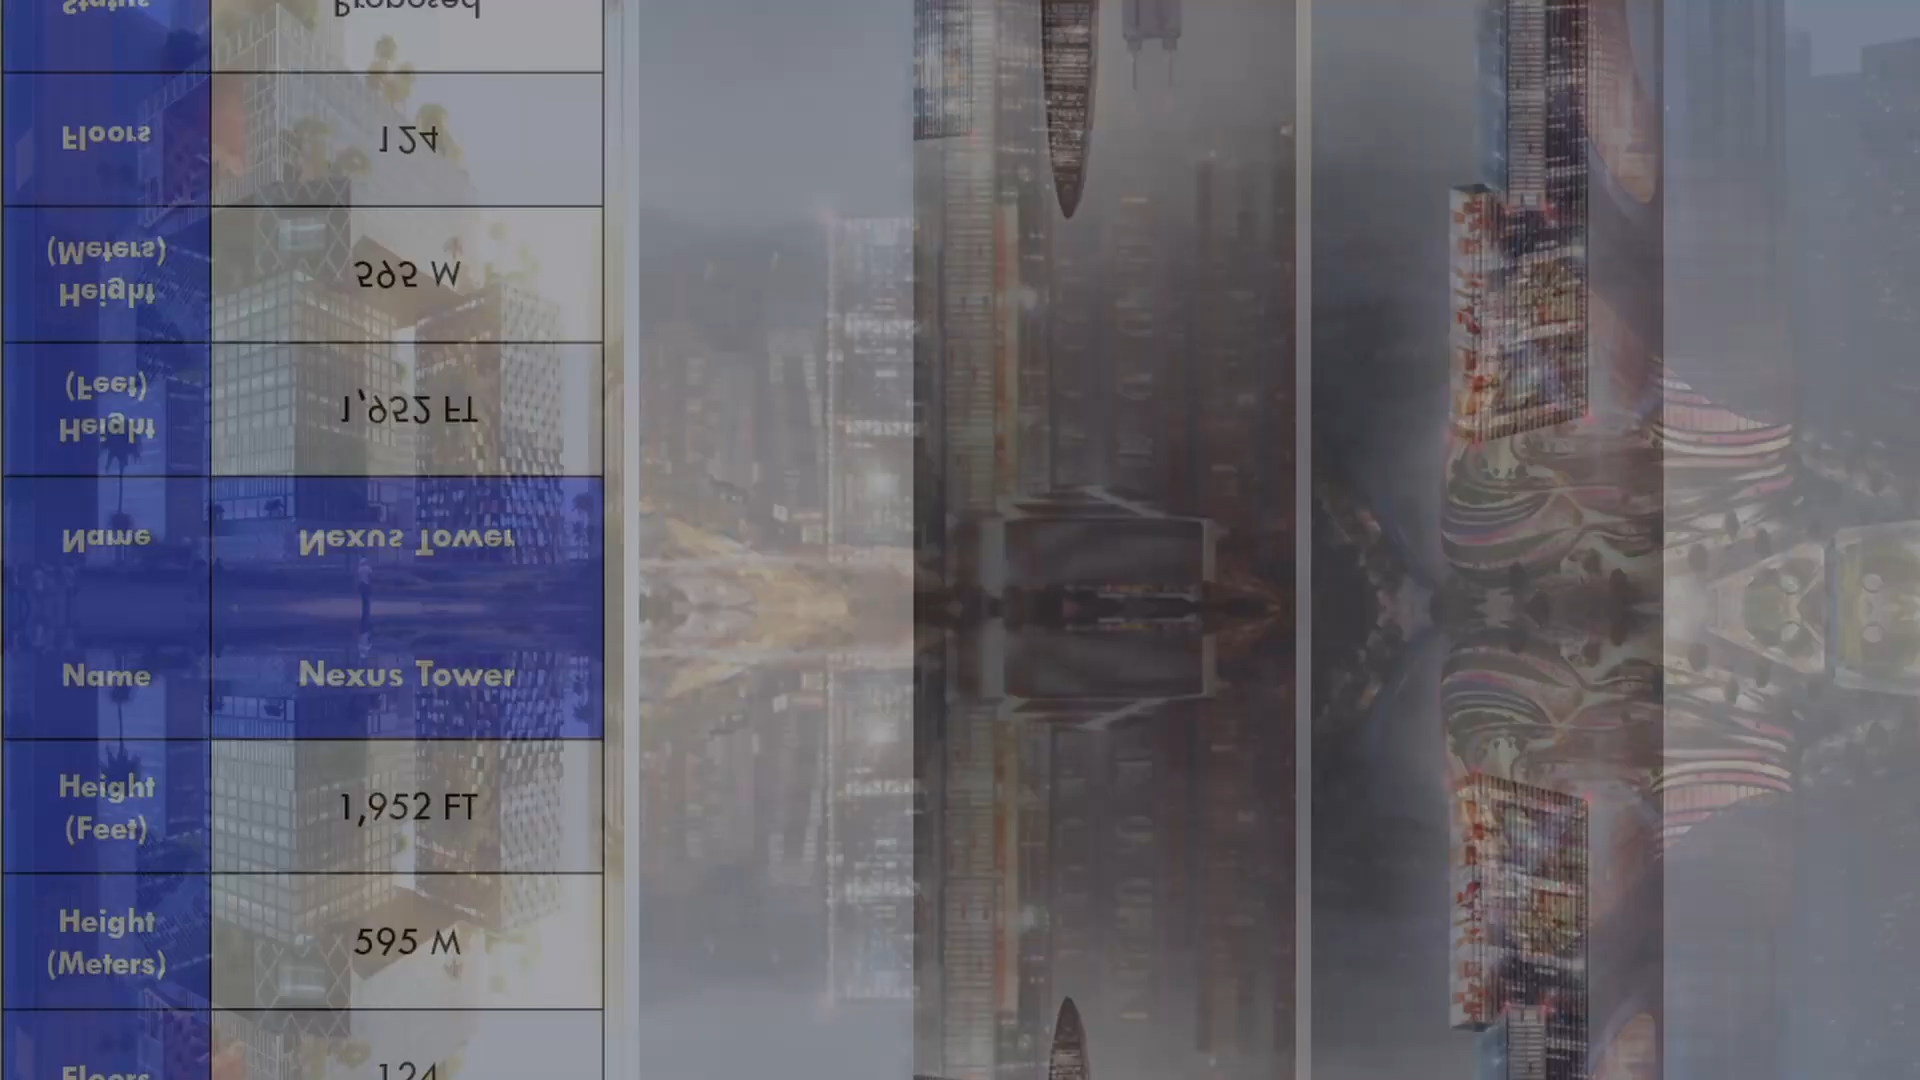 Status Proposed
Floors 124
(Meters)
Height 595 M
(Feet)
Height 1,952 FT
Name Nexus Tower
Name Nexus Tower
Height
(Feet) 1,952 FT
Height
(Meters) 595 M
Floors 124